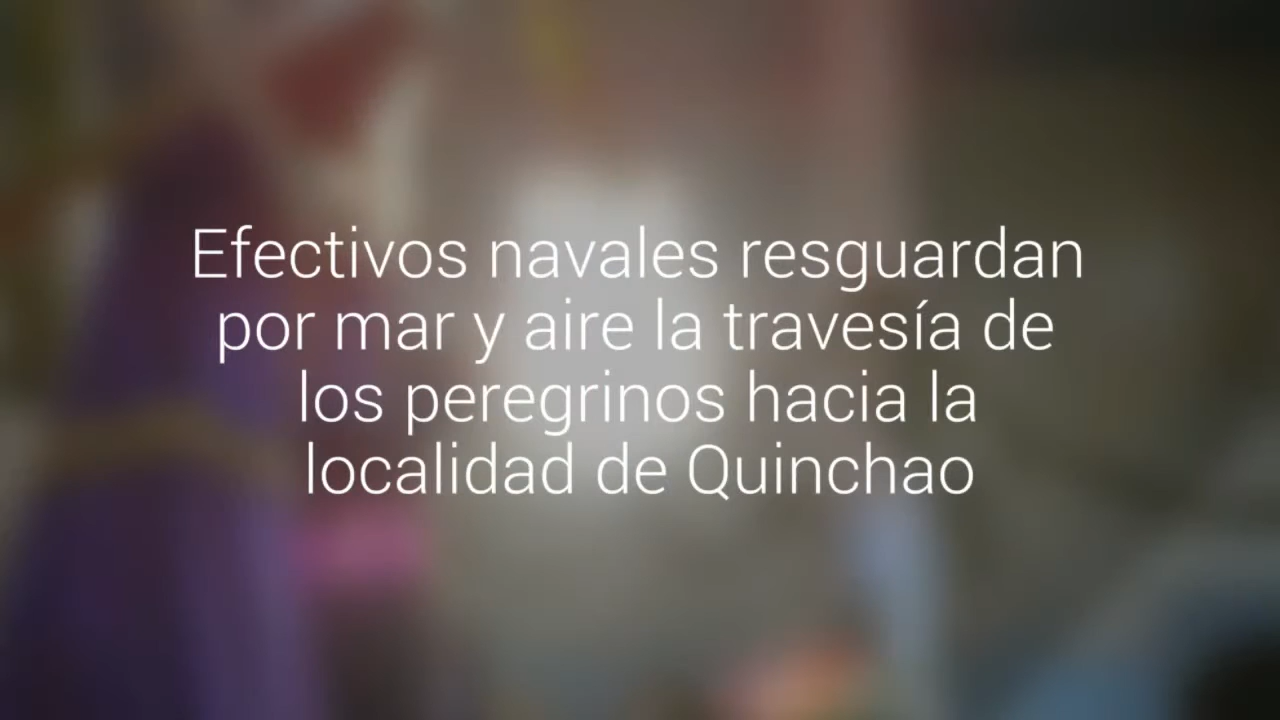 Efectivos navales resguardan
por mar y aire la travesía de
los peregrinos hacia la
localidad de Quinchao